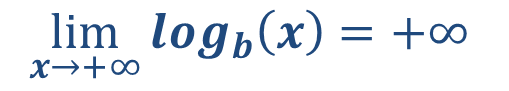 lim log_b(x) = +∞
x→+∞